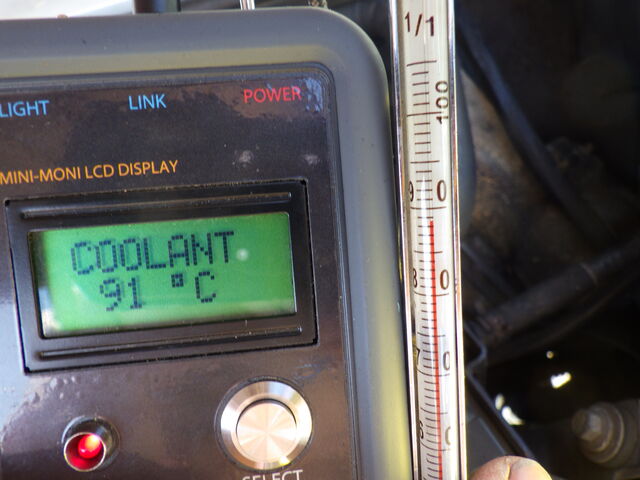 LIGHT LINK POWER
MINI-MONI LCD DISPLAY
COOLANT
91 °C
SELECT
1/1
100
90
80